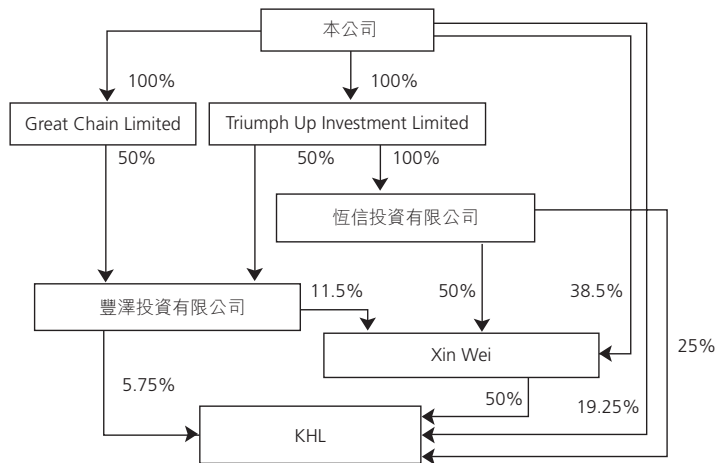 本公司
100%
100%
Great Chain Limited
Triumph Up Investment Limited
50%
50%
100%
恆信投資有限公司
豐澤投資有限公司
11.5%
50%
38.5%
25%
Xin Wei
5.75%
50%
19.25%
KHL